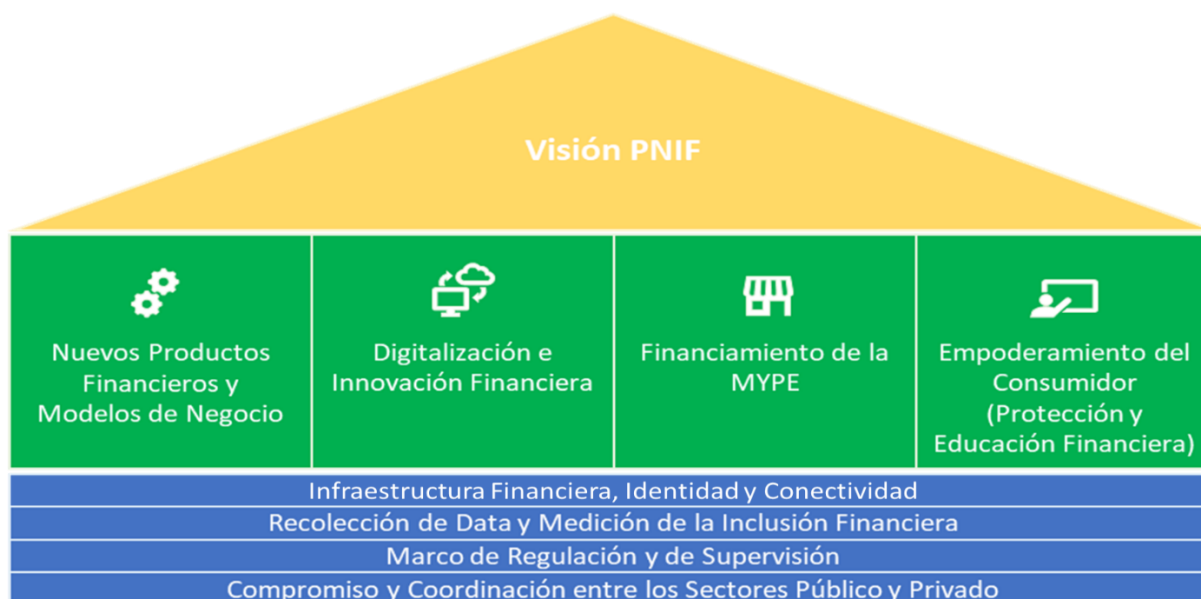 Visión PNIF
Nuevos Productos
Financieros y
Modelos de Negocio
Digitalización e
Innovación Financiera
Financiamiento de la
MYPE
Empoderamiento del
Consumidor
(Protección y
Educación Financiera)
Infraestructura Financiera, Identidad y Conectividad
Recolección de Data y Medición de la Inclusión Financiera
Marco de Regulación y de Supervisión
Compromiso y Coordinación entre los Sectores Público y Privado